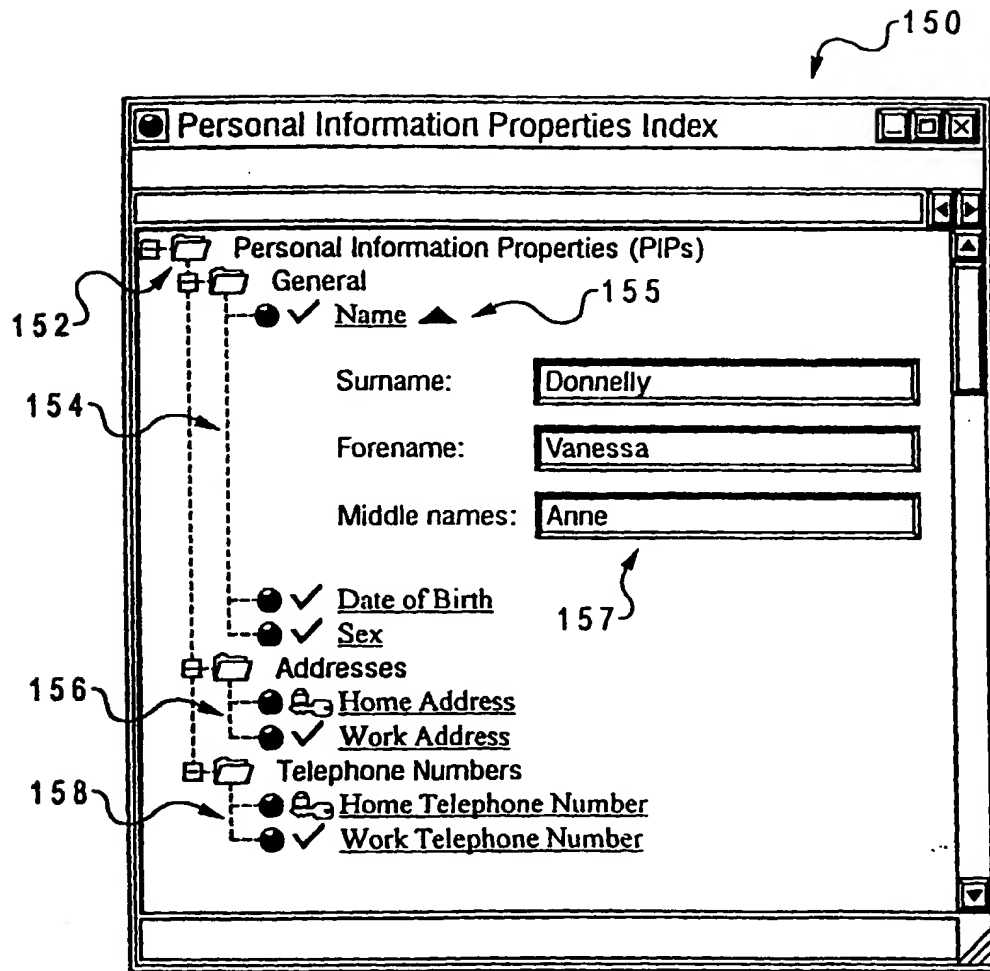 150
Personal Information Properties Index
Personal Information Properties (PIPs)
General
152
Name
155
Surname: Donnelly
154
Forename: Vanessa
Middle names: Anne
157
Date of Birth
Sex
Addresses
156
Home Address
Work Address
Telephone Numbers
158
Home Telephone Number
Work Telephone Number